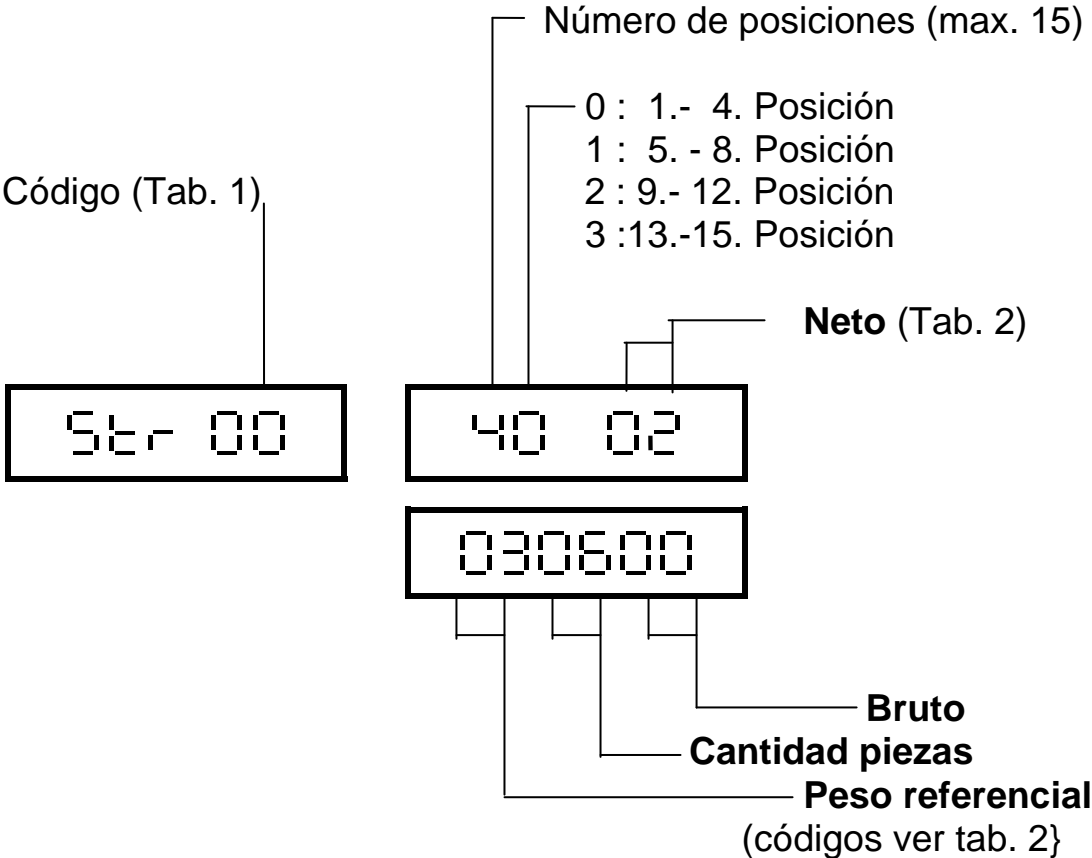 Número de posiciones (max. 15)
0 : 1.- 4. Posición
1 : 5. - 8. Posición
Código (Tab. 1)
2 : 9.- 12. Posición
3 :13.-15. Posición
Neto (Tab. 2)
Str 00
40 02
030600
Bruto
Cantidad piezas
Peso referencial
(códigos ver tab. 2}